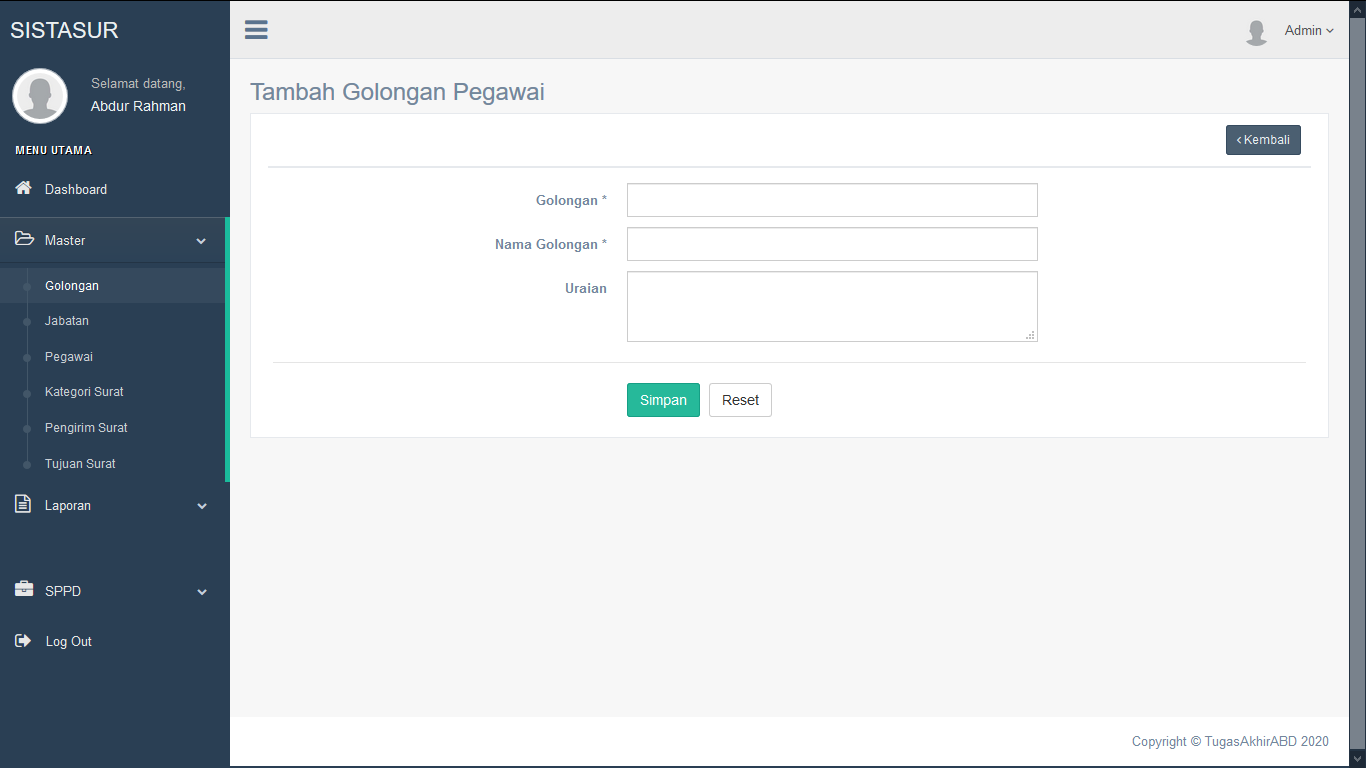 SISTASUR
Admin
Selamat datang,
Abdur Rahman
MENU UTAMA
Dashboard
Master
Golongan
Jabatan
Pegawai
Kategori Surat
Pengirim Surat
Tujuan Surat
Laporan
SPPD
Log Out
Tambah Golongan Pegawai
Kembali
Golongan *
Nama Golongan *
Uraian
Simpan Reset
Copyright © TugasAkhirABD 2020